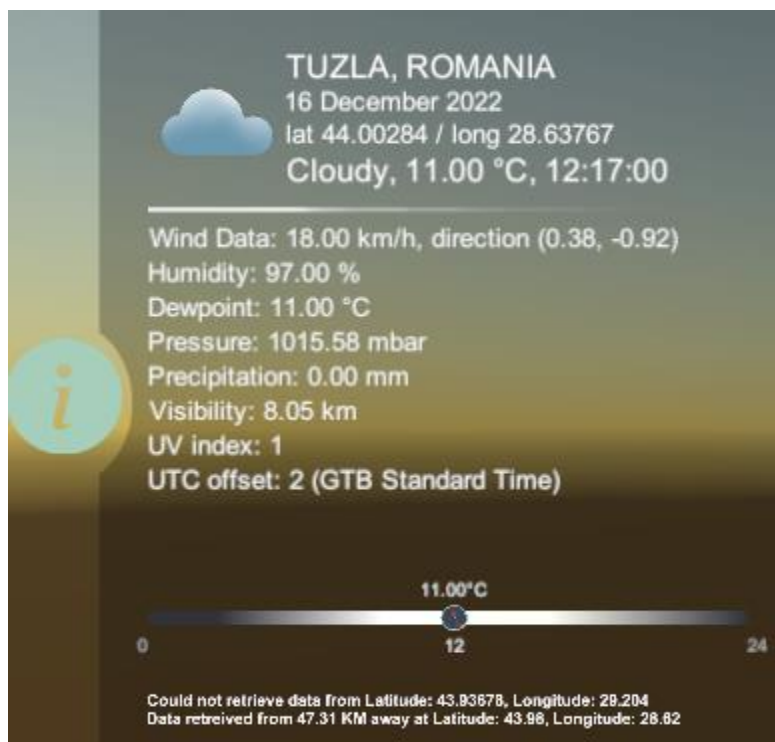 TUZLA, ROMANIA
16 December 2022
lat 44.00284 / long 28.63767
Cloudy, 11.00 °C, 12:17:00
Wind Data: 18.00 km/h, direction (0.38, -0.92)
Humidity: 97.00 %
Dewpoint: 11.00 °C
Pressure: 1015.58 mbar
Precipitation: 0.00 mm
i
Visibility: 8.05 km
UV index: 1
UTC offset: 2 (GTB Standard Time)
11.00°C
0 12 24
Could not retrieve data from Latitude: 43.93678, Longitude: 29.204
Data retreived from 47.31 KM away at Latitude: 43.98, Longitude: 28.62